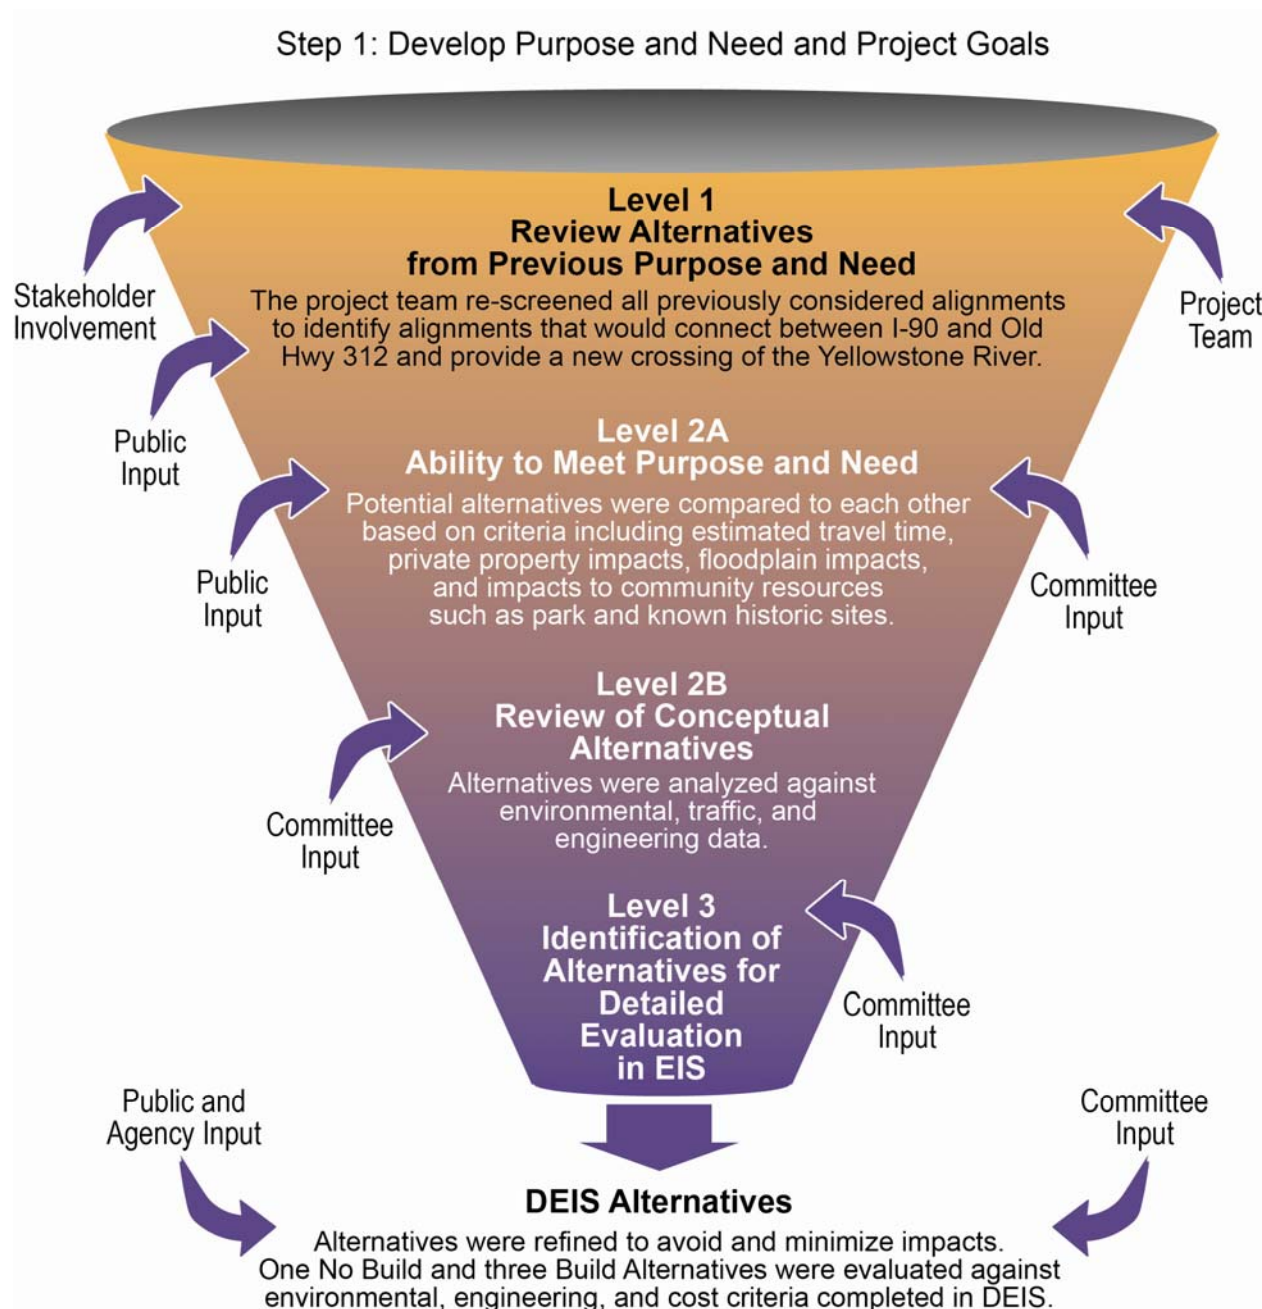 Step 1: Develop Purpose and Need and Project Goals
Level 1
Review Alternatives
from Previous Purpose and Need
The project team re-screened all previously considered alignments
to identify alignments that would connect between I-90 and Old
Hwy 312 and provide a new crossing of the Yellowstone River.
Stakeholder
Involvement
Project
Team
Public
Input
Level 2A
Ability to Meet Purpose and Need
Potential alternatives were compared to each other
based on criteria including estimated travel time,
private property impacts, floodplain impacts,
and impacts to community resources
such as park and known historic sites.
Public
Input
Committee
Input
Level 2B
Review of Conceptual
Alternatives
Alternatives were analyzed against
environmental, traffic, and
engineering data.
Committee
Input
Level 3
Identification of
Alternatives for
Detailed
Evaluation
in EIS
Committee
Input
Public and
Agency Input
Committee
Input
DEIS Alternatives
Alternatives were refined to avoid and minimize impacts.
One No Build and three Build Alternatives were evaluated against
environmental, engineering, and cost criteria completed in DEIS.